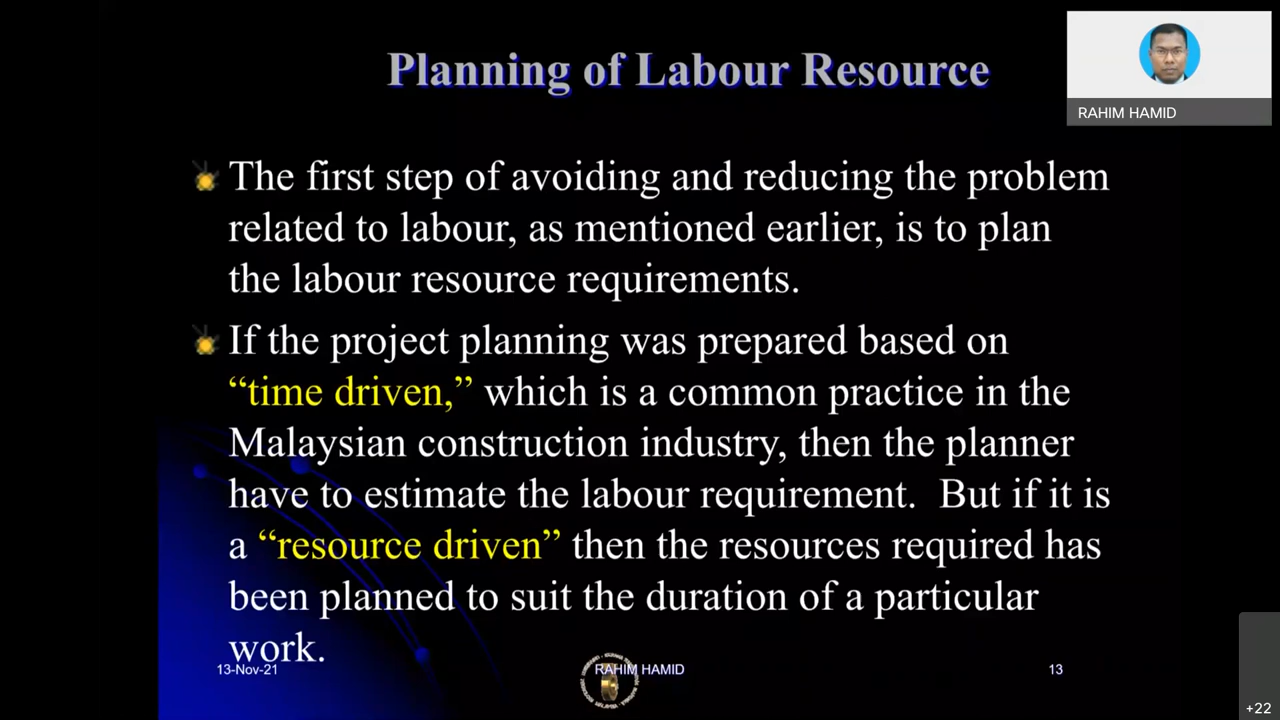 Planning of Labour Resource
RAHIM HAMID
The first step of avoiding and reducing the problem
related to labour, as mentioned earlier, is to plan
the labour resource requirements.
If the project planning was prepared based on
“time driven,” which is a common practice in the
Malaysian construction industry, then the planner
have to estimate the labour requirement.  But if it is
a “resource driven” then the resources required has
been planned to suit the duration of a particular
work.
13-Nov-21
RAHIM HAMID
13
+22